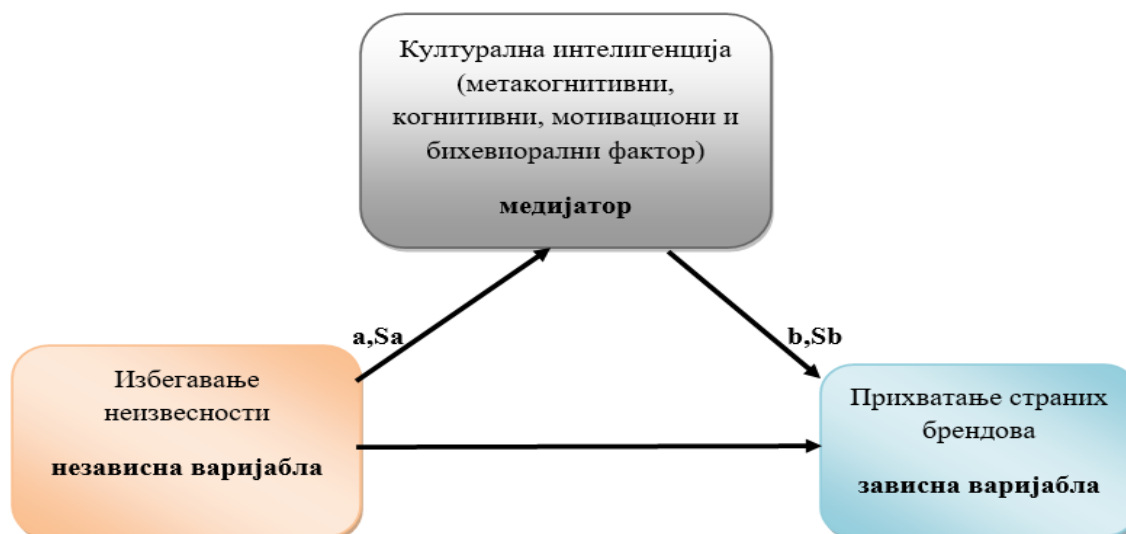 Културална интелигенција
(метакогнитивни,
когнитивни, мотивациони и
бихевиорални фактор)
медијатор
a,Sa
b,Sb
Избегавање
неизвесности
независна варијабла
Прихватање страних
брендова
зависна варијабла